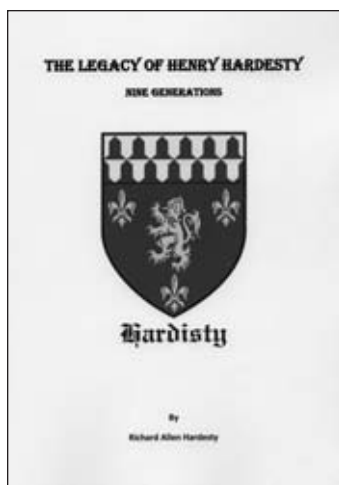 THE LEGACY OF HENRY HARDESTY
NINE GENERATIONS
Hardisty
By
Richard Allen Hardesty